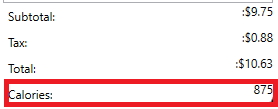 Subtotal: :$9.75
Tax: :$0.88
Total: :$10.63
Calories: 875